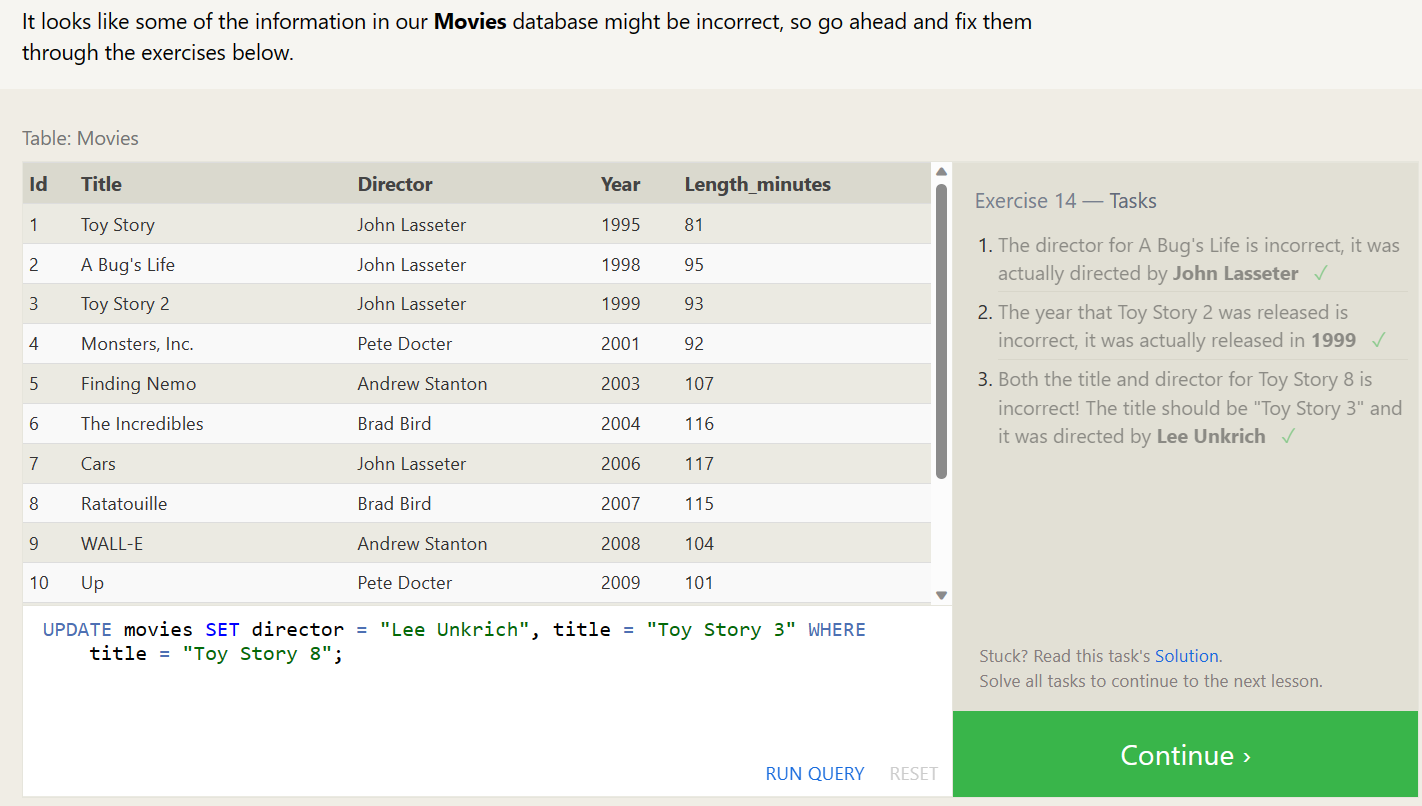 It looks like some of the information in our Movies database might be incorrect, so go ahead and fix them
through the exercises below.
Table: Movies
Id Title Director Year Length_minutes
1 Toy Story John Lasseter 1995 81
2 A Bug's Life John Lasseter 1998 95
3 Toy Story 2 John Lasseter 1999 93
4 Monsters, Inc. Pete Docter 2001 92
5 Finding Nemo Andrew Stanton 2003 107
6 The Incredibles Brad Bird 2004 116
7 Cars John Lasseter 2006 117
8 Ratatouille Brad Bird 2007 115
9 WALL-E Andrew Stanton 2008 104
10 Up Pete Docter 2009 101
UPDATE movies SET director = "Lee Unkrich", title = "Toy Story 3" WHERE
title = "Toy Story 8";
RUN QUERY RESET
Exercise 14 — Tasks
1. The director for A Bug's Life is incorrect, it was
actually directed by John Lasseter ✓
2. The year that Toy Story 2 was released is
incorrect, it was actually released in 1999 ✓
3. Both the title and director for Toy Story 8 is
incorrect! The title should be "Toy Story 3" and
it was directed by Lee Unkrich ✓
Stuck? Read this task's Solution.
Solve all tasks to continue to the next lesson.
Continue ›